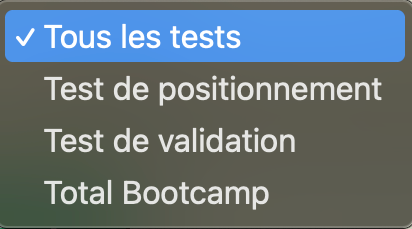 ✓ Tous les tests
Test de positionnement
Test de validation
Total Bootcamp